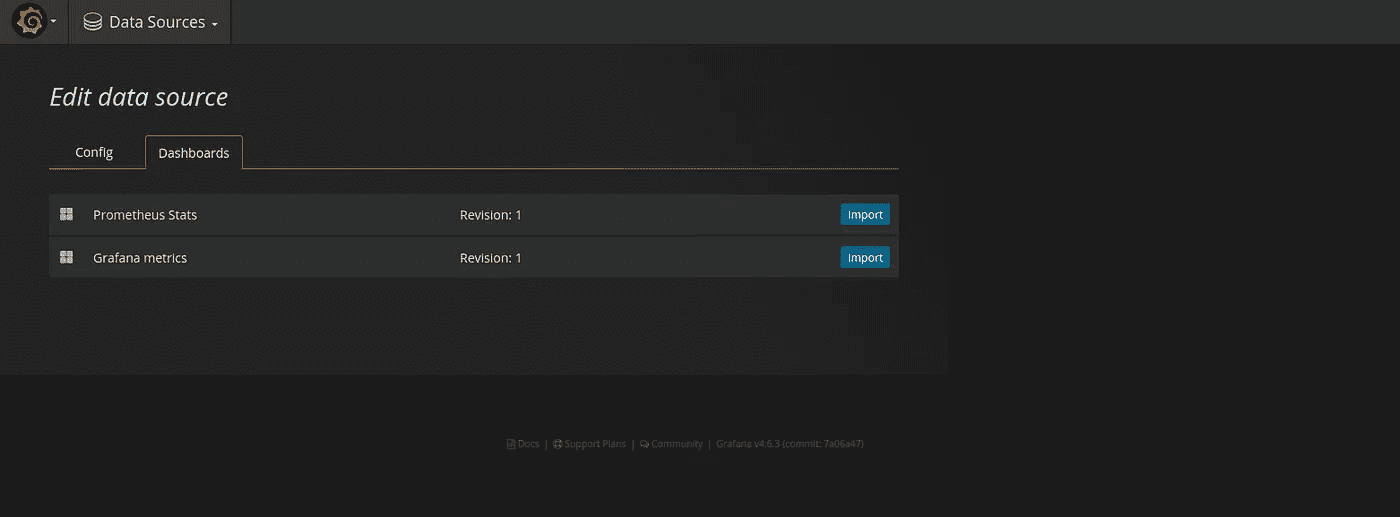 Data Sources
Edit data source
Config Dashboards
Prometheus Stats Revision: 1 Import
Grafana metrics Revision: 1 Import
Docs | Support Plans | Community | Grafana v4.6.3 (commit: 7a06a47)